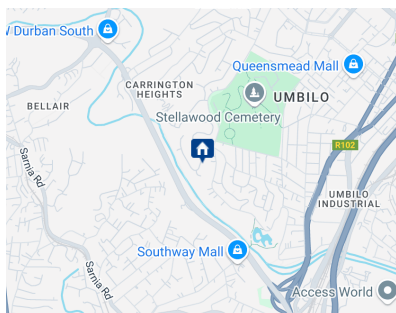 W Durban South
Queensmead Mall
CARRINGTON
HEIGHTS
BELLAIR
UMBILO
Stellawood Cemetery
R102
Sarnia Rd
UMBILO
INDUSTRIAL
Southway Mall
Sarnia Rd
Access World